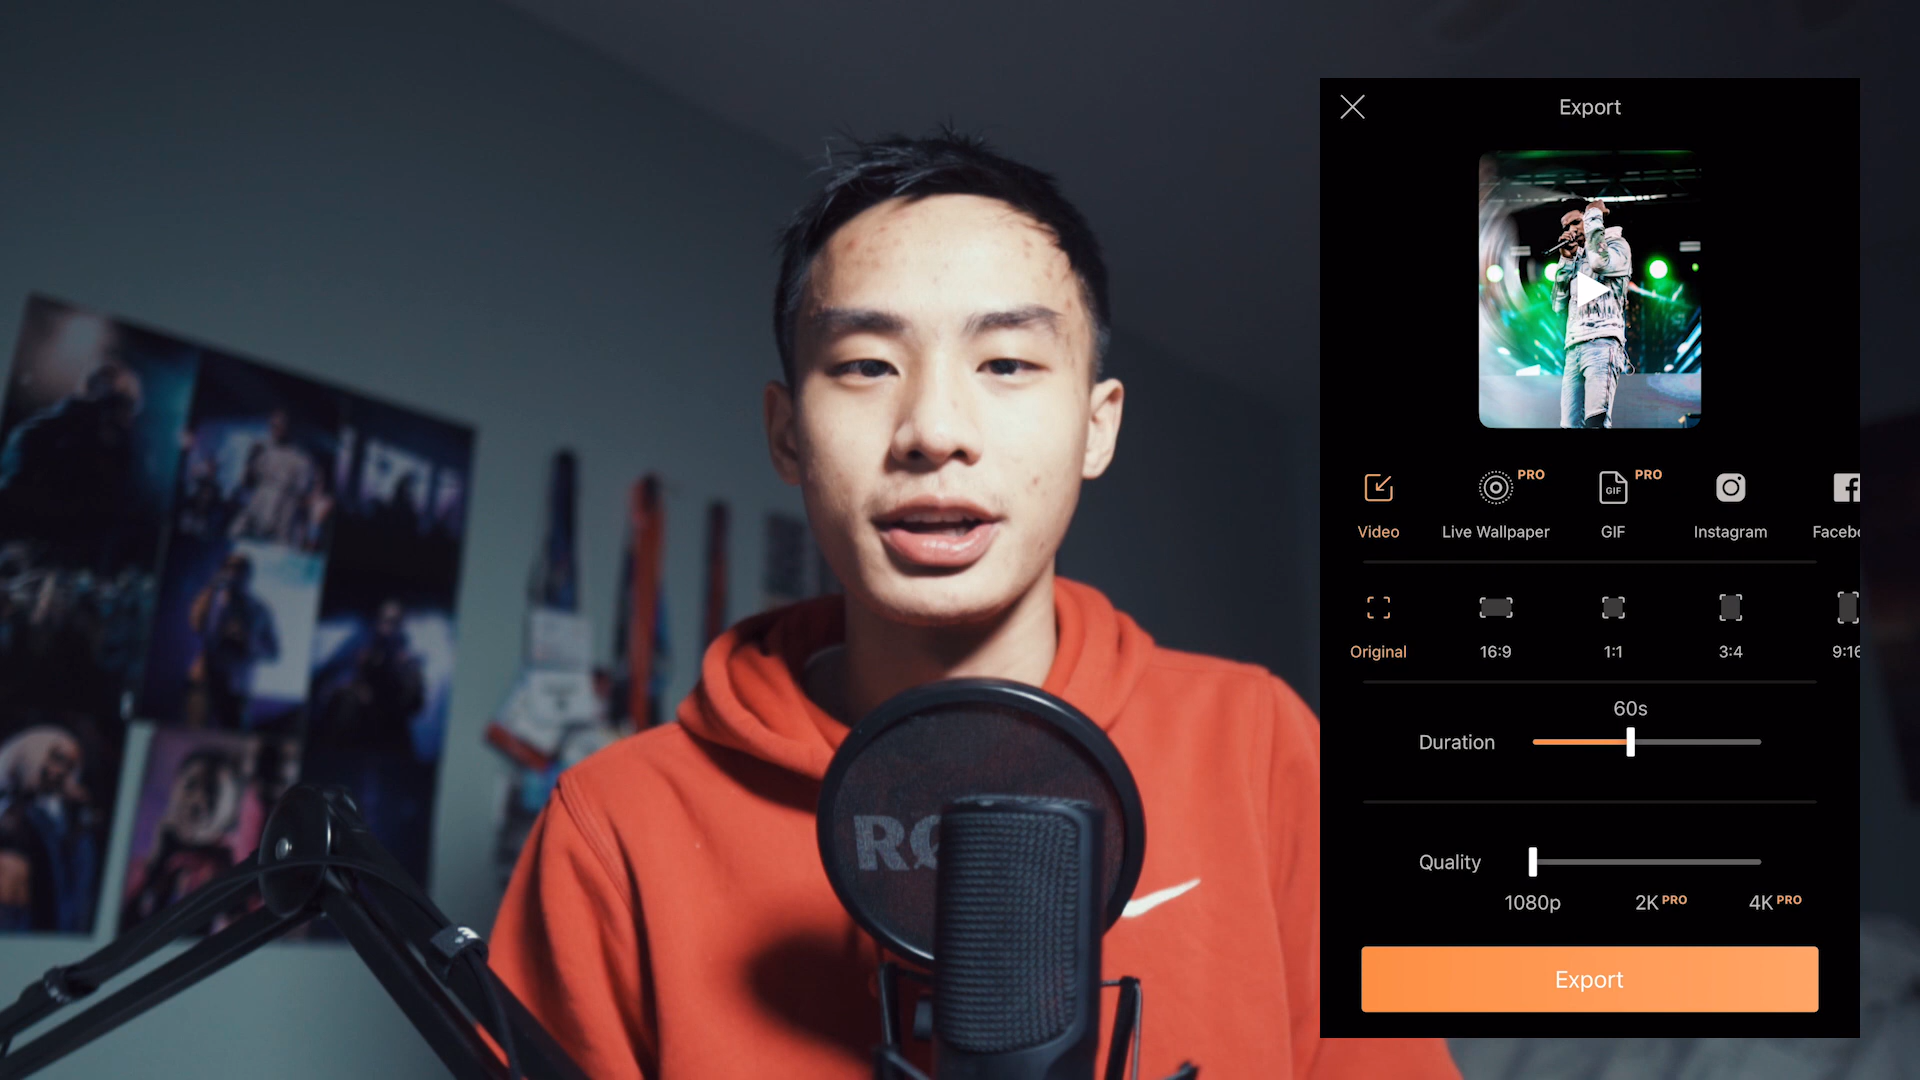 Export
PRO
PRO
GIF
Video
Live Wallpaper
GIF
Instagram
Original
16:9
1:1
3:4
60s
Duration
Quality
1080p
2K PRO
4K PRO
Export